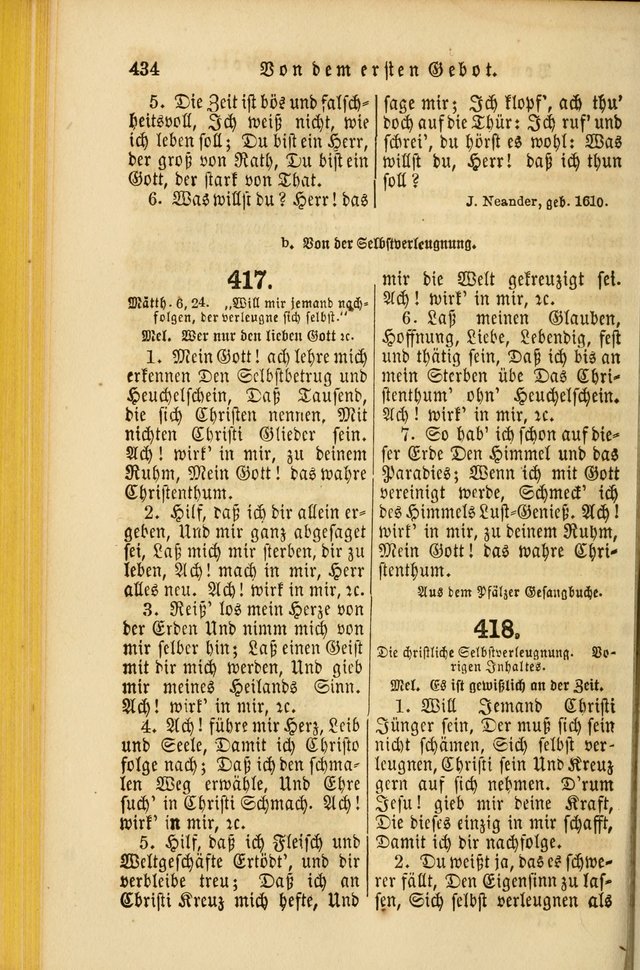 434 Von dem ersten Gebot.
5. Die Zeit ist bös und falsch-
heitsvoll, Ich weiß nicht, wie
ich leben soll; Du bist ein Herr,
der groß von Rath, Du bist ein
Gott, der stark von That.
6. Was willst du? Herr! das
sage mir; Ich klopf', ach thu'
doch auf die Thür: Ich ruf' und
schrei', du hörst es wohl: Was
willst du, Herr! daß ich thun
soll?
J. Neander, geb. 1610.
b. Von der Selbstverleugnung.
417.
Matth. 6, 24. „Will mir jemand nach-
folgen, der verleugne sich selbst.“
Mel. Wer nur den lieben Gott ꝛc.
1. Mein Gott! ach lehre mich
erkennen Den Selbstbetrug und
Heuchelschein, Daß Tausend,
die sich Christen nennen, Mit
nichten Christi Glieder sein.
Ach! wirk' in mir, zu deinem
Ruhm, Mein Gott! das wahre
Christenthum.
2. Hilf, daß ich dir allein er-
geben, Und mir ganz abgesaget
sei, Laß mich mir sterben, dir zu
leben, Ach! mach in mir, Herr
alles neu. Ach! wirk in mir, ꝛc.
3. Reiß' los mein Herze von
der Erden Und nimm mich von
mir selber hin; Laß einen Geist
mit dir mich werden, Und gieb
mir meines Heilands Sinn.
Ach! wirk' in mir, ꝛc.
4. Ach! führe mir Herz, Leib
und Seele, Damit ich Christo
folge nach; Daß ich den schma-
len Weg erwähle, Und Ehre
such' in Christi Schmach. Ach!
wirk' in mir, ꝛc.
5. Hilf, daß ich Fleisch und
Weltgeschäfte Ertödt', und dir
verbleibe treu; Daß ich an
Christi Kreuz mich hefte, Und
mir die Welt gekreuzigt sei.
Ach! wirk' in mir, ꝛc.
6. Laß meinen Glauben,
Hoffnung, Liebe, Lebendig, fest
und thätig sein, Daß ich bis an
mein Sterben übe Das Chri-
stenthum' ohn' Heuchelschein.
Ach! wirk' in mir, ꝛc.
7. So hab' ich schon auf die-
ser Erde Den Himmel und das
Paradies; Wenn ich mit Gott
vereinigt werde, Schmeck' ich
des Himmels Lust-Genieß. Ach!
wirk' in mir, zu deinem Ruhm,
Mein Gott! das wahre Chri-
stenthum.
Aus dem Pfälzer Gesangbuche.
418.
Die christliche Selbstverleugnung. Vo-
rigen Inhaltes.
Mel. Es ist gewißlich an der Zeit.
1. Will Jemand Christi
Jünger sein, Der muß sich sein
nicht schämen, Sich selbst ver-
leugnen, Christi sein Und Kreuz
gern auf sich nehmen. D'rum
Jesu! gieb mir deine Kraft,
Die dieses einzig in mir schafft,
Damit ich dir nachfolge.
2. Du weißt ja, das es schwe-
rer fällt, Den Eigensinn zu las-
sen, Sich selbst verleugnen als